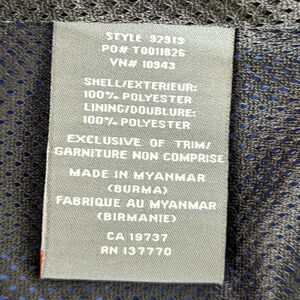 STYLE 92919
PO# T0011826
VN# 10943
SHELL/EXTERIEUR:
100% POLYESTER
LINING/DOUBLURE:
100% POLYESTER
EXCLUSIVE OF TRIM/
GARNITURE NON COMPRISE
MADE IN MYANMAR
(BURMA)
FABRIQUE AU MYANMAR
(BIRMANIE)
CA 19737
RN 137770